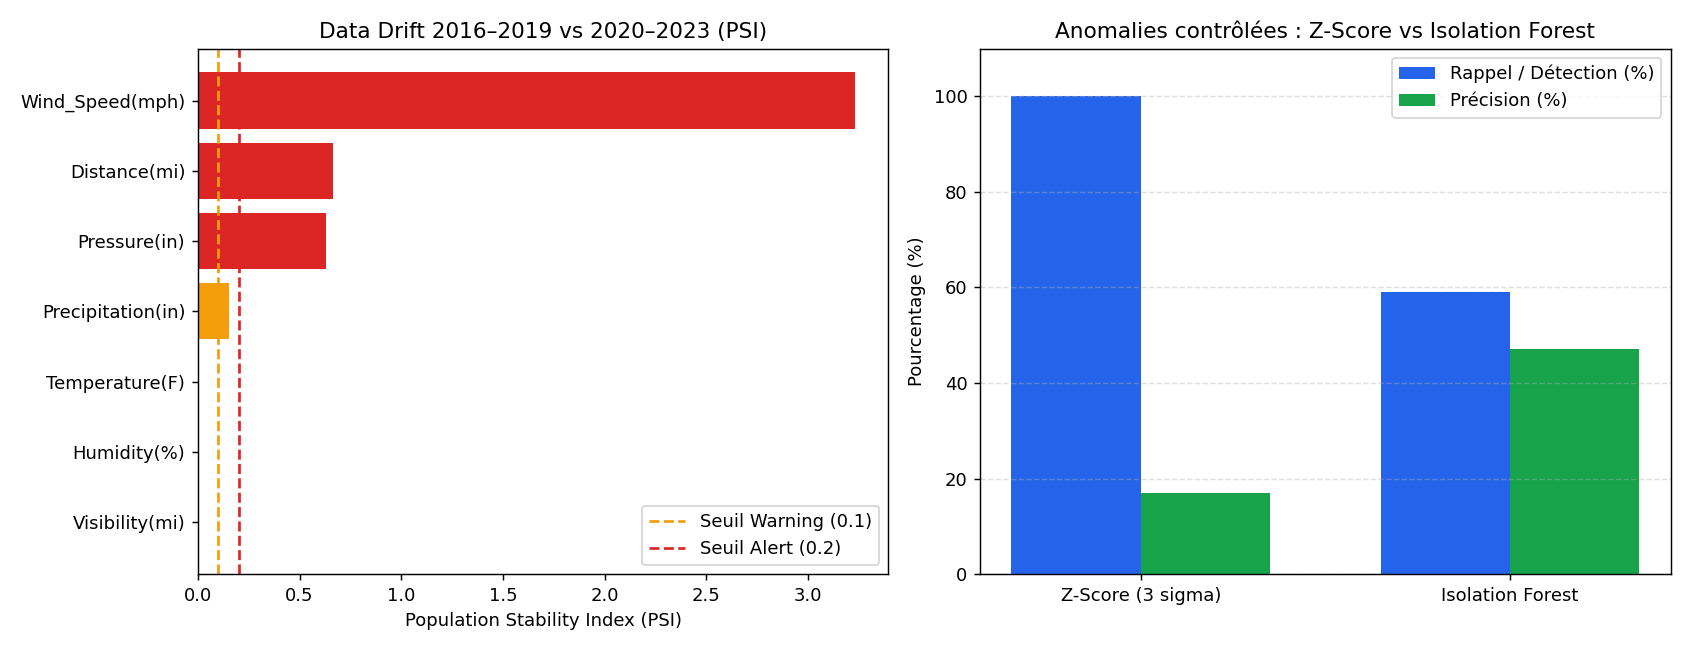 Data Drift 2016–2019 vs 2020–2023 (PSI)
Wind_Speed(mph)
Distance(mi)
Pressure(in)
Precipitation(in)
Temperature(F)
Humidity(%)
Visibility(mi)
Seuil Warning (0.1)
Seuil Alert (0.2)
0.0 0.5 1.0 1.5 2.0 2.5 3.0
Population Stability Index (PSI)
Anomalies contrôlées : Z-Score vs Isolation Forest
Rappel / Détection (%)
Précision (%)
Pourcentage (%)
100
80
60
40
20
0
Z-Score (3 sigma) Isolation Forest